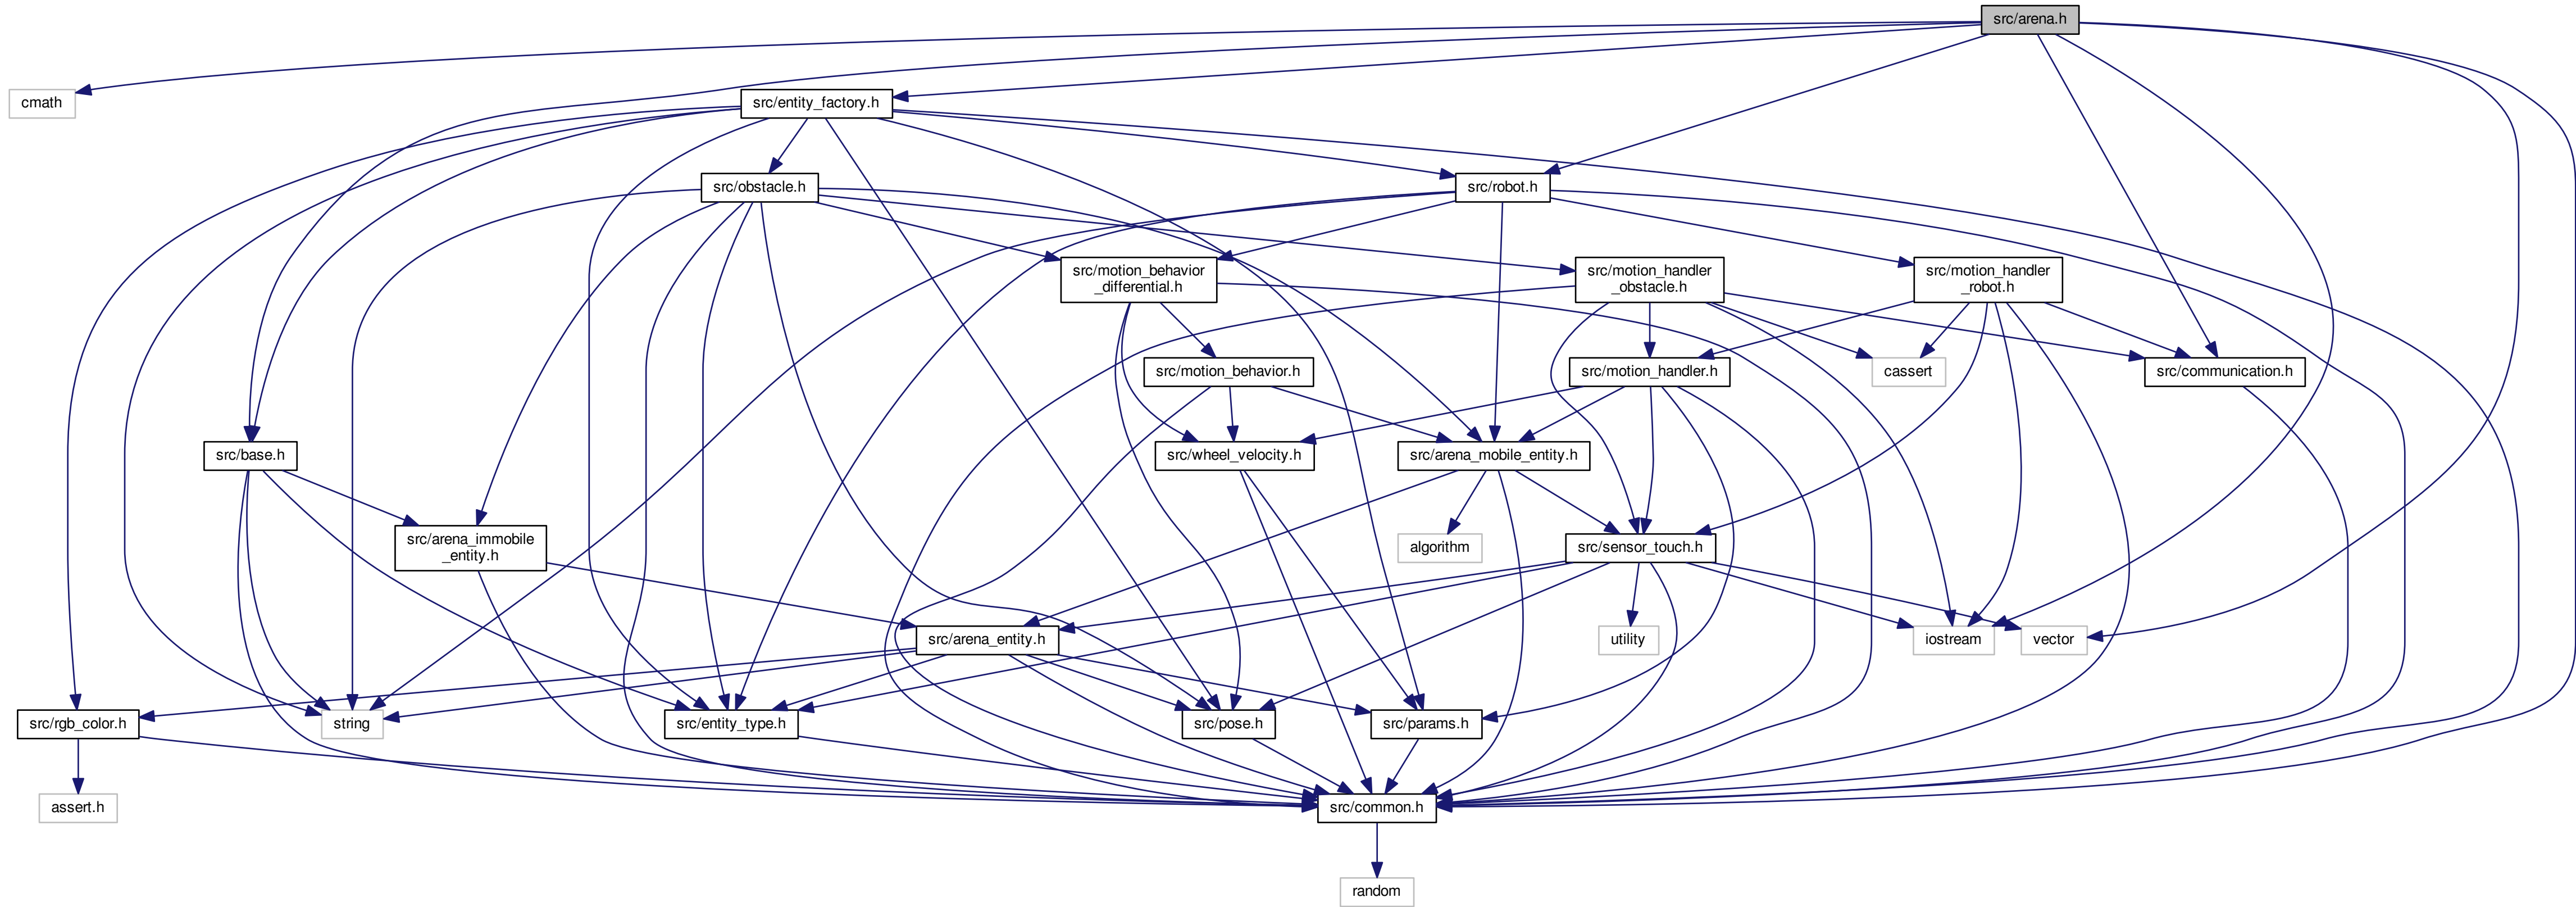 src/arena.h
cmath
src/entity_factory.h
src/obstacle.h
src/robot.h
src/motion_behavior
_differential.h
src/motion_handler
_obstacle.h
src/motion_handler
_robot.h
src/motion_behavior.h
src/motion_handler.h
cassert
src/communication.h
src/base.h
src/wheel_velocity.h
src/arena_mobile_entity.h
src/arena_immobile
_entity.h
algorithm
src/sensor_touch.h
src/arena_entity.h
utility
iostream
vector
src/rgb_color.h
string
src/entity_type.h
src/pose.h
src/params.h
assert.h
src/common.h
random